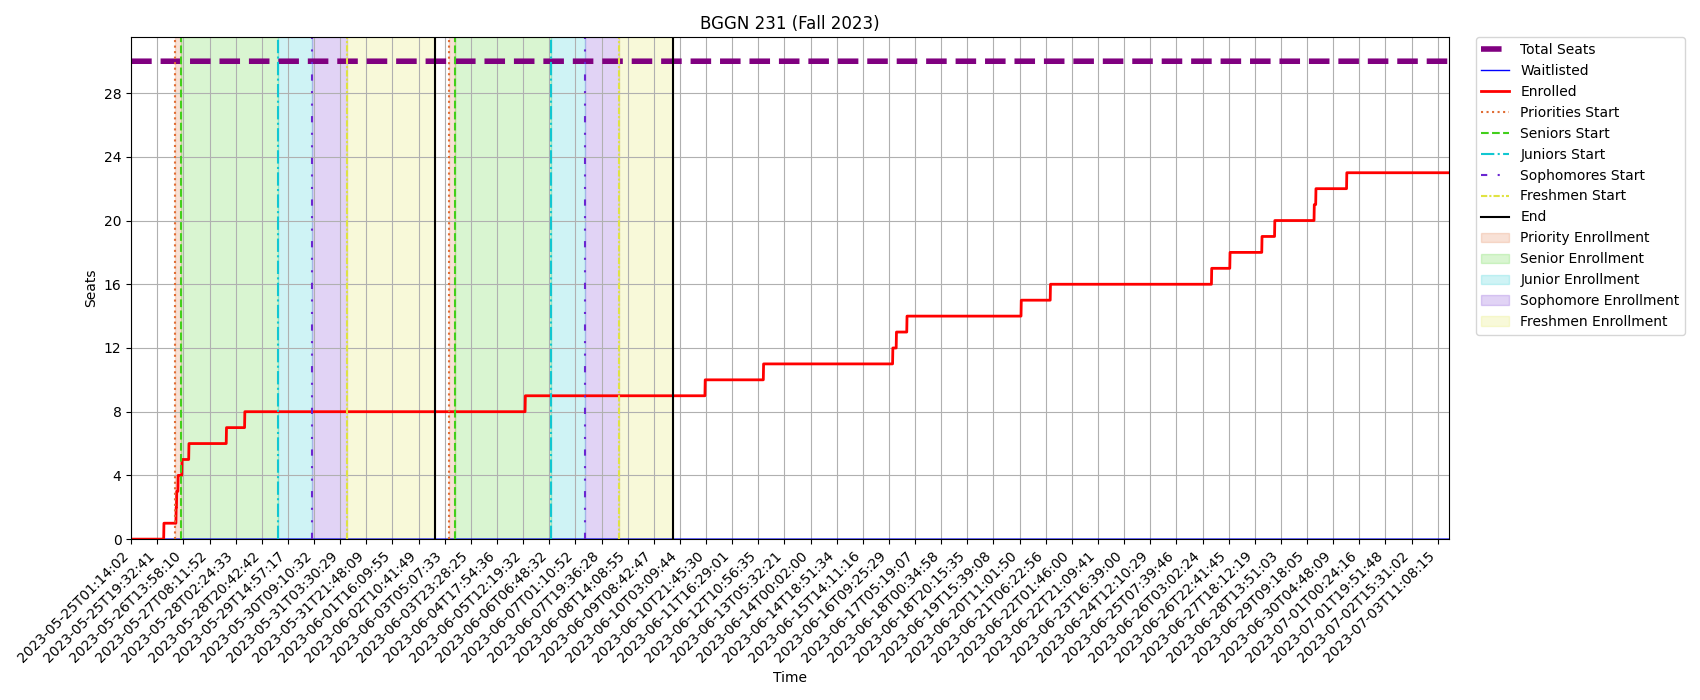 BGGN 231 (Fall 2023)
Total Seats
Waitlisted
Enrolled
Priorities Start
Seniors Start
Juniors Start
Sophomores Start
Freshmen Start
End
Priority Enrollment
Senior Enrollment
Junior Enrollment
Sophomore Enrollment
Freshmen Enrollment
Seats
28
24
20
16
12
8
4
0
2023-05-25T01:14:02
2023-05-25T19:32:41
2023-05-26T13:58:10
2023-05-27T08:11:52
2023-05-28T02:24:33
2023-05-28T20:42:42
2023-05-29T14:57:17
2023-05-30T09:10:32
2023-05-31T03:30:29
2023-05-31T21:48:09
2023-06-01T16:09:55
2023-06-02T10:41:49
2023-06-03T05:07:33
2023-06-03T23:28:25
2023-06-04T17:54:36
2023-06-05T12:19:32
2023-06-06T06:48:32
2023-06-07T01:10:52
2023-06-07T19:36:28
2023-06-08T14:08:55
2023-06-09T08:42:47
2023-06-10T03:09:44
2023-06-10T21:45:30
2023-06-11T16:29:01
2023-06-12T10:56:35
2023-06-13T05:32:21
2023-06-14T00:02:00
2023-06-14T18:51:34
2023-06-15T14:11:16
2023-06-16T09:25:29
2023-06-17T05:19:07
2023-06-18T00:34:58
2023-06-18T20:15:35
2023-06-19T15:39:08
2023-06-20T11:01:50
2023-06-21T06:22:56
2023-06-22T01:46:00
2023-06-22T21:09:41
2023-06-23T16:39:00
2023-06-24T12:10:29
2023-06-25T07:39:46
2023-06-26T03:02:24
2023-06-26T22:41:45
2023-06-27T18:12:19
2023-06-28T13:51:03
2023-06-29T09:18:05
2023-06-30T04:48:09
2023-07-01T00:24:16
2023-07-01T19:51:48
2023-07-02T15:31:02
2023-07-03T11:08:15
Time